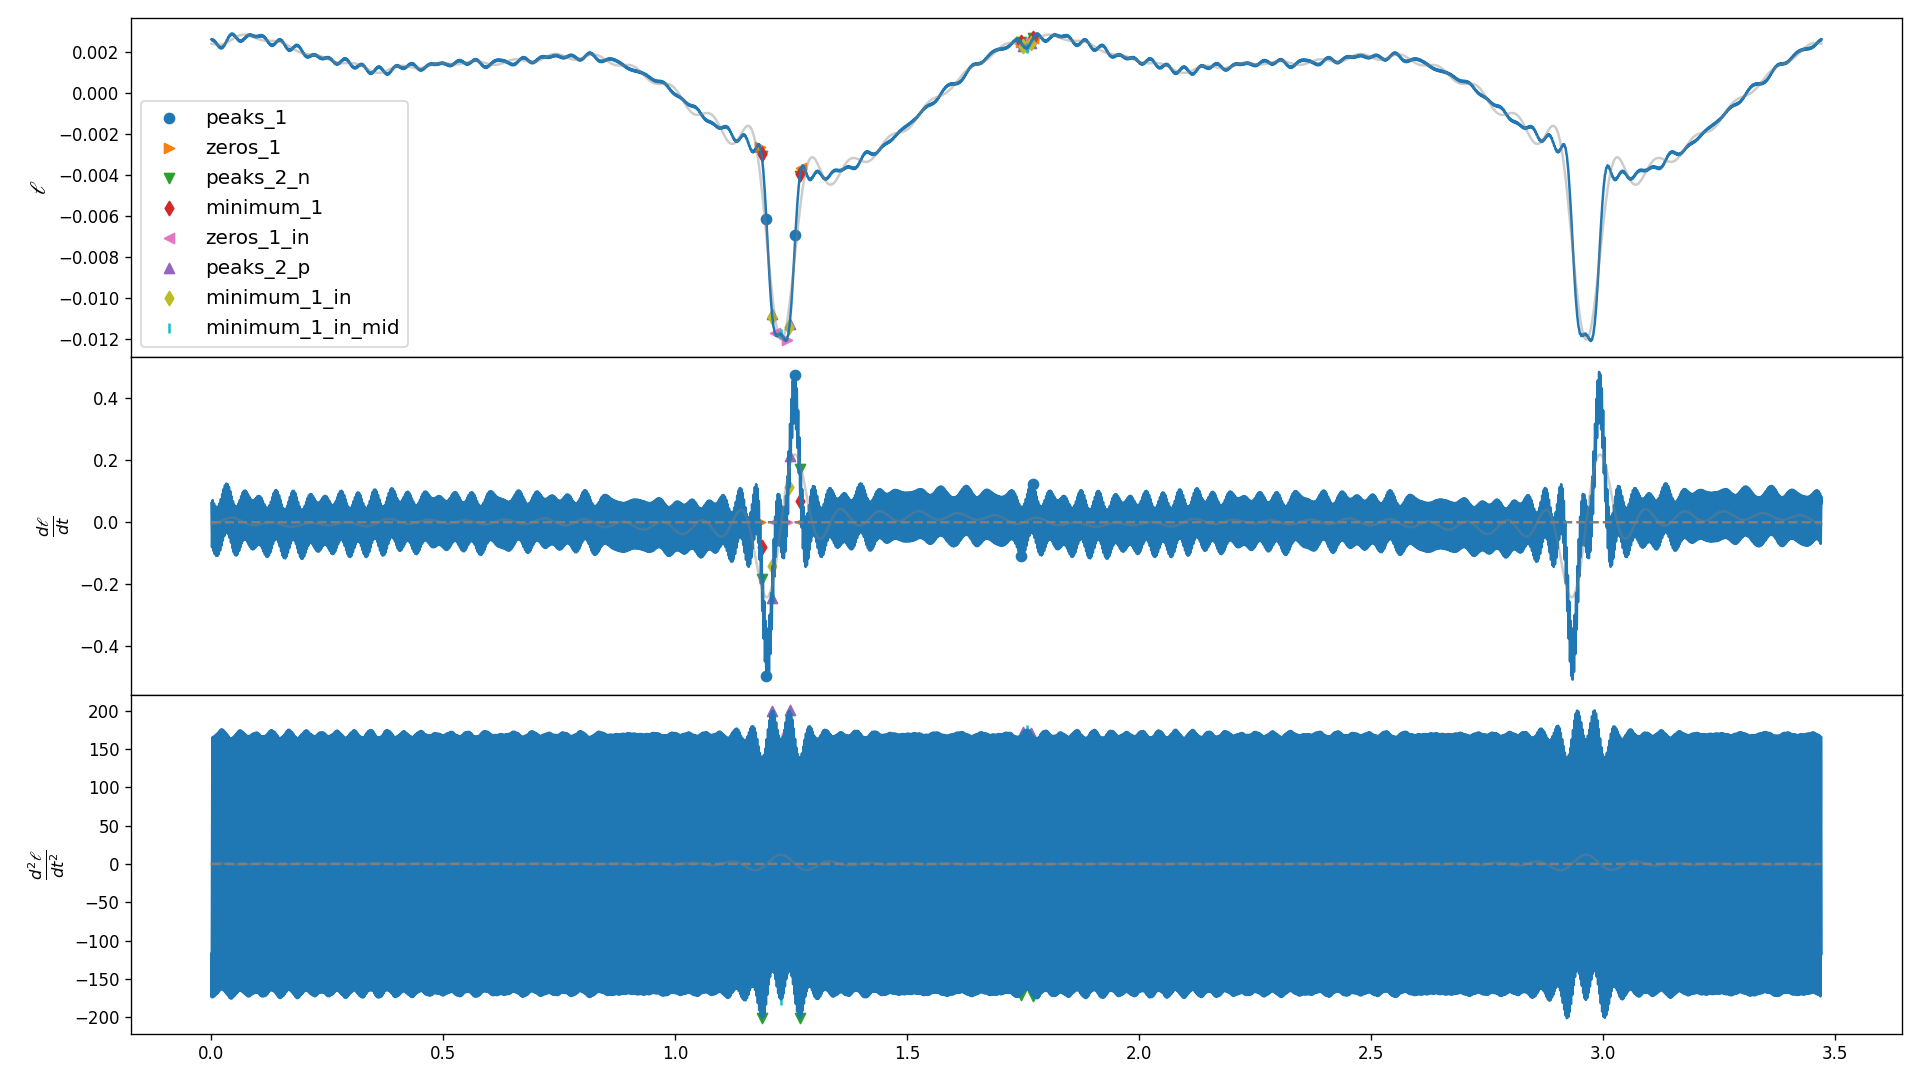 0.002
0.000
−0.002
−0.004
−0.006
−0.008
−0.010
−0.012
ℓ
peaks_1
zeros_1
peaks_2_n
minimum_1
zeros_1_in
peaks_2_p
minimum_1_in
minimum_1_in_mid
0.4
0.2
0.0
−0.2
−0.4
dℓ
dt
200
150
100
50
0
−50
−100
−150
−200
d²ℓ
dt²
0.0 0.5 1.0 1.5 2.0 2.5 3.0 3.5